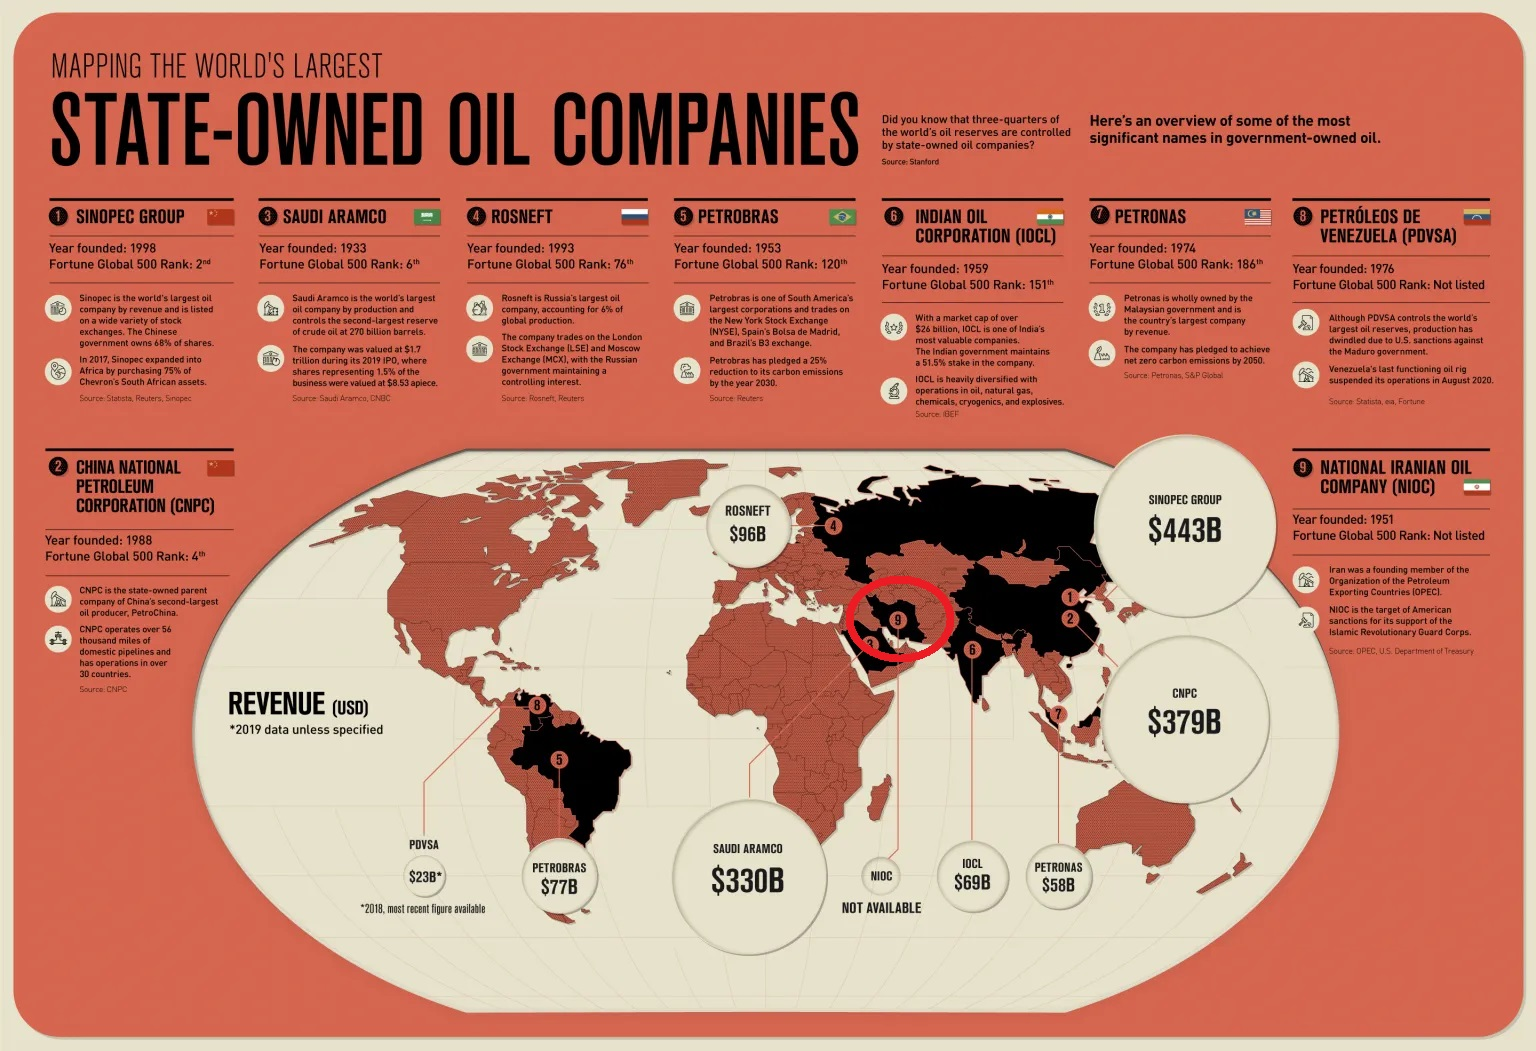 MAPPING THE WORLD'S LARGEST
STATE-OWNED OIL COMPANIES
Did you know that three-quarters of
the world's oil reserves are controlled
by state-owned oil companies?
Source: Stanford
Here's an overview of some of the most
significant names in government-owned oil.
1 SINOPEC GROUP
Year founded: 1998
Fortune Global 500 Rank: 2nd
Sinopec is the world's largest oil
company by revenue and is listed
on a wide variety of stock
exchanges. The Chinese
government owns 68% of shares.
In 2017, Sinopec expanded into
Africa by purchasing 75% of
Chevron's South African assets.
Source: Statista, Reuters, Sinopec
3 SAUDI ARAMCO
Year founded: 1933
Fortune Global 500 Rank: 6th
Saudi Aramco is the world's largest
oil company by production and
controls the second-largest reserve
of crude oil at 270 billion barrels.
The company was valued at $1.7
trillion during its 2019 IPO, where
shares representing 1.5% of the
business were valued at $8.53 apiece.
Source: Saudi Aramco, CNBC
4 ROSNEFT
Year founded: 1993
Fortune Global 500 Rank: 76th
Rosneft is Russia's largest oil
company, accounting for 6% of
global production.
The company trades on the London
Stock Exchange (LSE) and Moscow
Exchange (MCX), with the Russian
government maintaining a
controlling interest.
Source: Rosneft, Reuters
5 PETROBRAS
Year founded: 1953
Fortune Global 500 Rank: 120th
Petrobras is one of South America's
largest corporations and trades on
the New York Stock Exchange
(NYSE), Spain's Bolsa de Madrid,
and Brazil's B3 exchange.
Petrobras has pledged a 25%
reduction to its carbon emissions
by the year 2030.
Source: Reuters
6 INDIAN OIL
CORPORATION (IOCL)
Year founded: 1959
Fortune Global 500 Rank: 151th
With a market cap of over
$26 billion, IOCL is one of India's
most valuable companies.
The Indian government maintains
a 51.5% stake in the company.
IOCL is heavily diversified with
operations in oil, natural gas,
chemicals, cryogenics, and explosives.
Source: IBEF
7 PETRONAS
Year founded: 1974
Fortune Global 500 Rank: 186th
Petronas is wholly owned by the
Malaysian government and is
the country's largest company
by revenue.
The company has pledged to achieve
net zero carbon emissions by 2050.
Source: Petronas, S&P Global
8 PETRÓLEOS DE
VENEZUELA (PDVSA)
Year founded: 1976
Fortune Global 500 Rank: Not listed
Although PDVSA controls the world's
largest oil reserves, production has
dwindled due to U.S. sanctions against
the Maduro government.
Venezuela's last functioning oil rig
suspended its operations in August 2020.
Source: Statista, eia, Fortune
2 CHINA NATIONAL
PETROLEUM
CORPORATION (CNPC)
Year founded: 1988
Fortune Global 500 Rank: 4th
CNPC is the state-owned parent
company of China's second-largest
oil producer, PetroChina.
CNPC operates over 56
thousand miles of
domestic pipelines and
has operations in over
30 countries.
Source: CNPC
9 NATIONAL IRANIAN OIL
COMPANY (NIOC)
Year founded: 1951
Fortune Global 500 Rank: Not listed
Iran was a founding member of the
Organization of the Petroleum
Exporting Countries (OPEC).
NIOC is the target of American
sanctions for its support of the
Islamic Revolutionary Guard Corps.
Source: OPEC, U.S. Department of Treasury
REVENUE (USD)
*2019 data unless specified
ROSNEFT
$96B
4
SINOPEC GROUP
$443B
1
2
9
3
6
CNPC
$379B
8
7
5
PDVSA
$23B*
*2018, most recent figure available
PETROBRAS
$77B
SAUDI ARAMCO
$330B
NIOC
NOT AVAILABLE
IOCL
$69B
PETRONAS
$58B